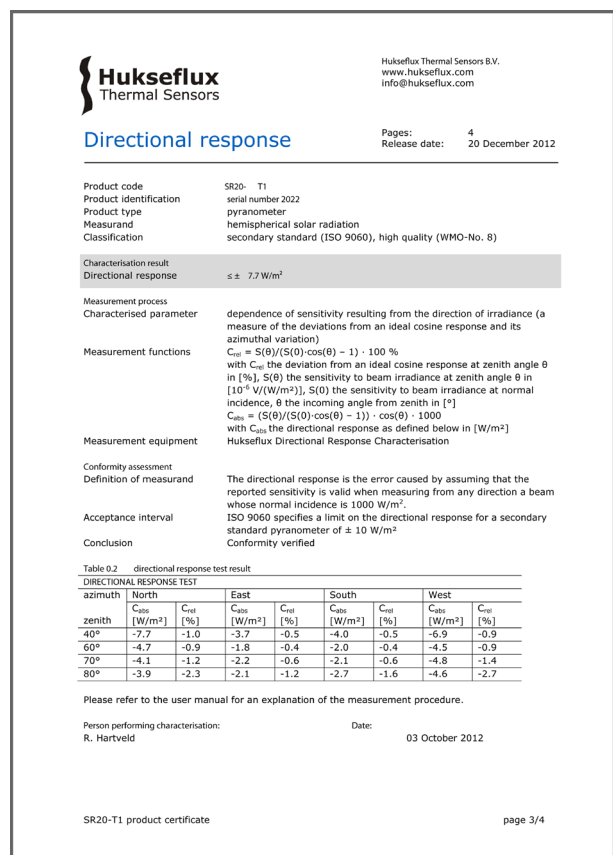 Hukseflux
Thermal Sensors
Hukseflux Thermal Sensors B.V.
www.hukseflux.com
info@hukseflux.com
Directional response
Pages: 4
Release date: 20 December 2012
Product code SR20- T1
Product identification serial number 2022
Product type pyranometer
Measurand hemispherical solar radiation
Classification secondary standard (ISO 9060), high quality (WMO-No. 8)
Characterisation result
Directional response ≤ ± 7.7 W/m²
Measurement process
Characterised parameter dependence of sensitivity resulting from the direction of irradiance (a
measure of the deviations from an ideal cosine response and its
azimuthal variation)
Measurement functions Crel = S(θ)/(S(0)·cos(θ) – 1) · 100 %
with Crel the deviation from an ideal cosine response at zenith angle θ
in [%], S(θ) the sensitivity to beam irradiance at zenith angle θ in
[10⁻⁶ V/(W/m²)], S(0) the sensitivity to beam irradiance at normal
incidence, θ the incoming angle from zenith in [°]
Cabs = (S(θ)/(S(0)·cos(θ) – 1)) · cos(θ) · 1000
with Cabs the directional response as defined below in [W/m²]
Measurement equipment Hukseflux Directional Response Characterisation
Conformity assessment
Definition of measurand The directional response is the error caused by assuming that the
reported sensitivity is valid when measuring from any direction a beam
whose normal incidence is 1000 W/m².
Acceptance interval ISO 9060 specifies a limit on the directional response for a secondary
standard pyranometer of ± 10 W/m²
Conclusion Conformity verified
Table 0.2 directional response test result
DIRECTIONAL RESPONSE TEST
azimuth North East South West
Cabs Crel Cabs Crel Cabs Crel Cabs Crel
zenith [W/m²] [%] [W/m²] [%] [W/m²] [%] [W/m²] [%]
40° -7.7 -1.0 -3.7 -0.5 -4.0 -0.5 -6.9 -0.9
60° -4.7 -0.9 -1.8 -0.4 -2.0 -0.4 -4.5 -0.9
70° -4.1 -1.2 -2.2 -0.6 -2.1 -0.6 -4.8 -1.4
80° -3.9 -2.3 -2.1 -1.2 -2.7 -1.6 -4.6 -2.7
Please refer to the user manual for an explanation of the measurement procedure.
Person performing characterisation: Date:
R. Hartveld 03 October 2012
SR20-T1 product certificate page 3/4